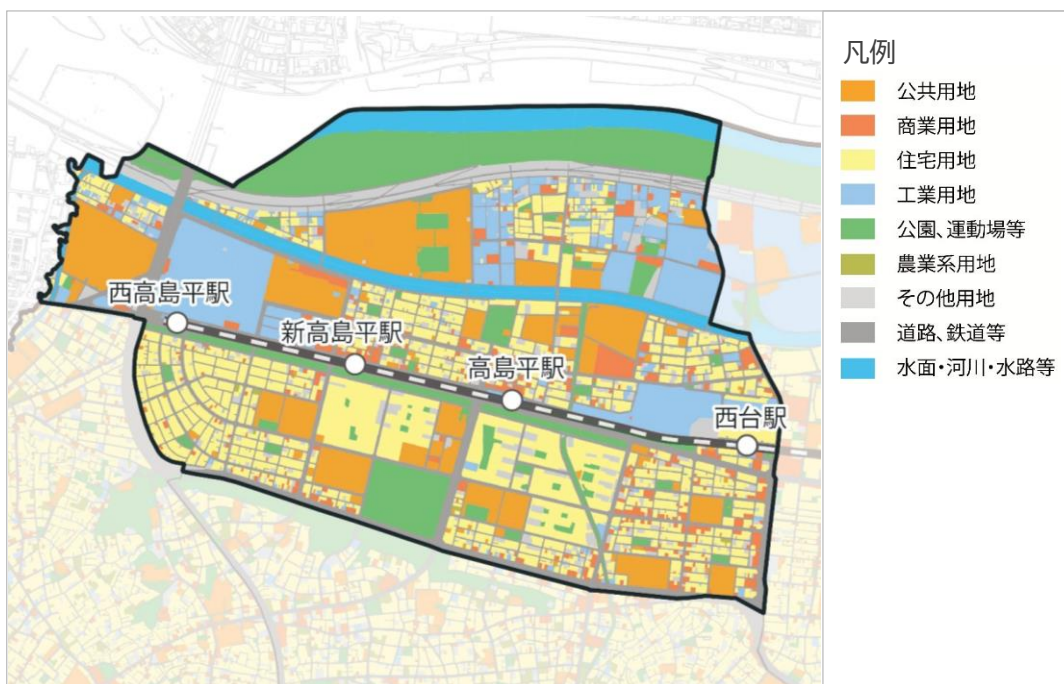 西高島平駅
新高島平駅
高島平駅
西台駅
凡例
公共用地
商業用地
住宅用地
工業用地
公園、運動場等
農業系用地
その他用地
道路、鉄道等
水面・河川・水路等